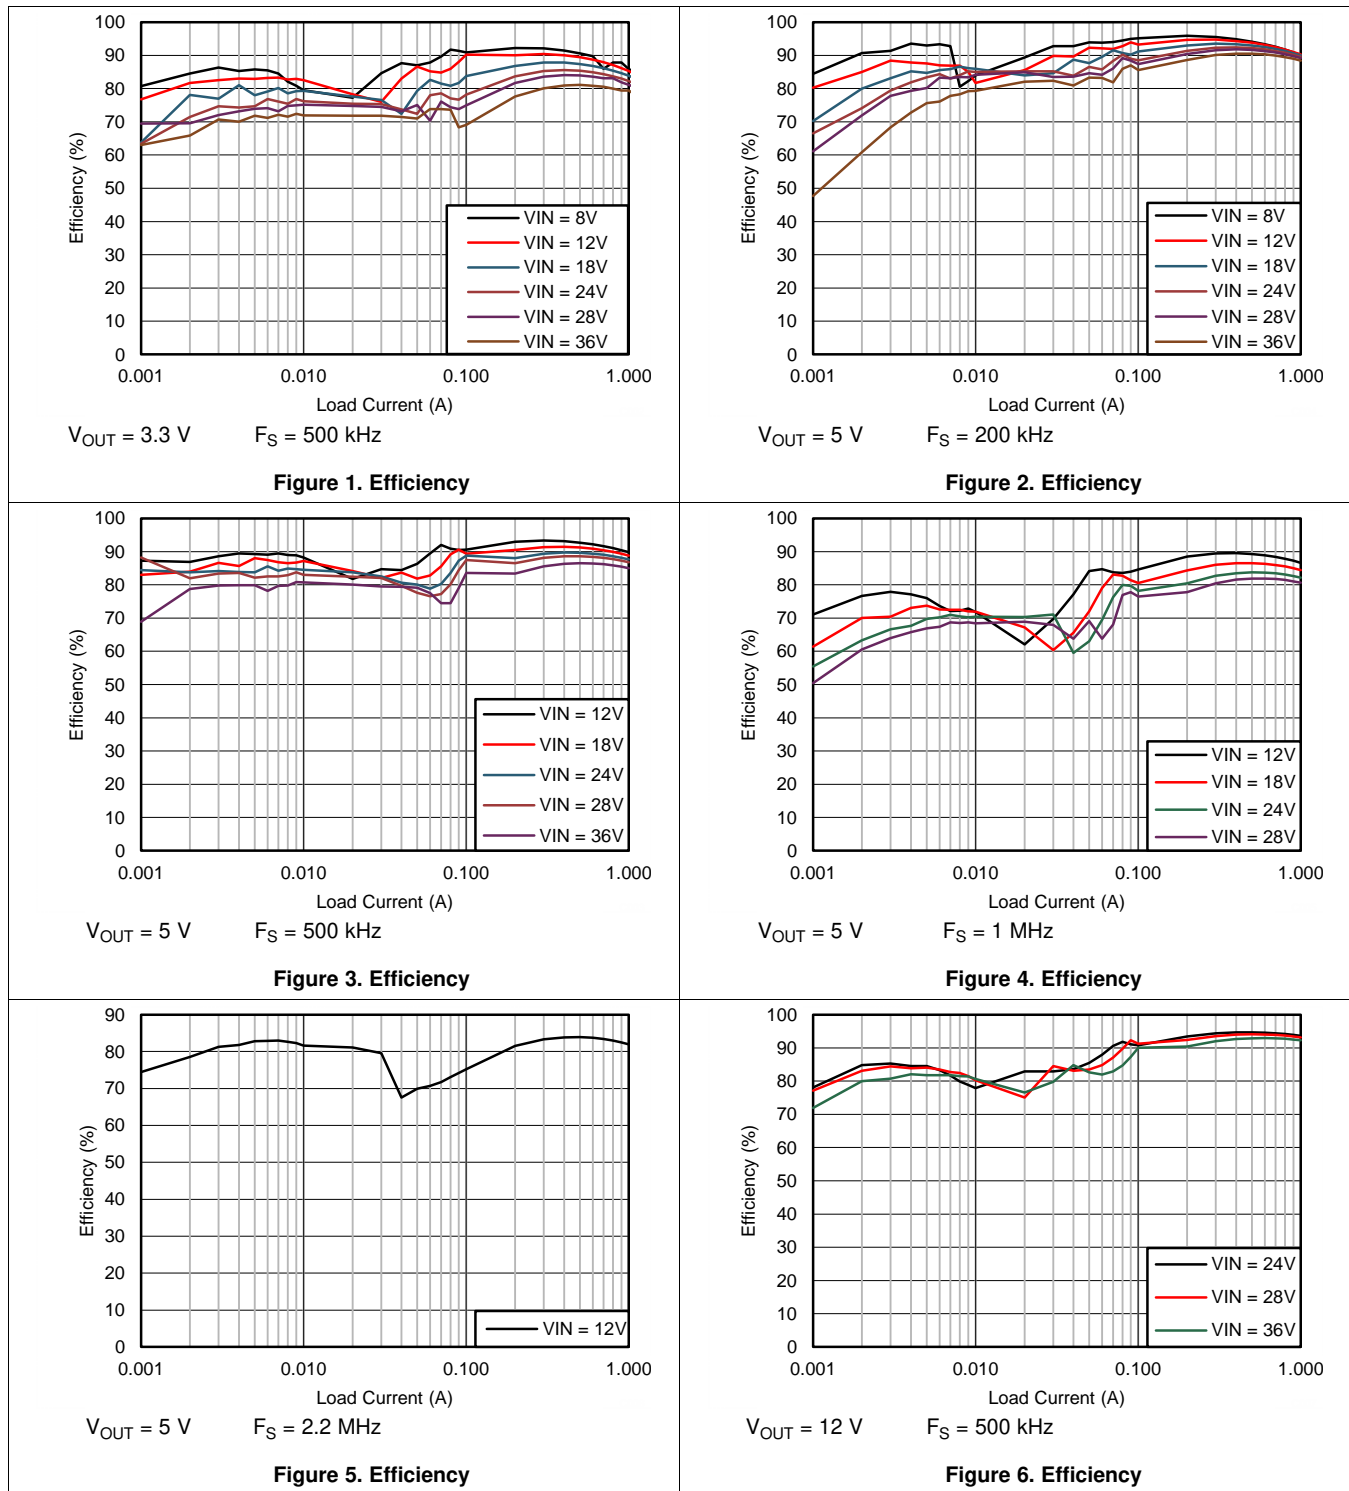 100
90
80
70
60
50
40
30
20
10
0
Efficiency (%)
VIN = 8V
VIN = 12V
VIN = 18V
VIN = 24V
VIN = 28V
VIN = 36V
0.001 0.010 0.100 1.000
Load Current (A)
VOUT = 3.3 V FS = 500 kHz
Figure 1. Efficiency
100
90
80
70
60
50
40
30
20
10
0
Efficiency (%)
VIN = 8V
VIN = 12V
VIN = 18V
VIN = 24V
VIN = 28V
VIN = 36V
0.001 0.010 0.100 1.000
Load Current (A)
VOUT = 5 V FS = 200 kHz
Figure 2. Efficiency
100
90
80
70
60
50
40
30
20
10
0
Efficiency (%)
VIN = 12V
VIN = 18V
VIN = 24V
VIN = 28V
VIN = 36V
0.001 0.010 0.100 1.000
Load Current (A)
VOUT = 5 V FS = 500 kHz
Figure 3. Efficiency
100
90
80
70
60
50
40
30
20
10
0
Efficiency (%)
VIN = 12V
VIN = 18V
VIN = 24V
VIN = 28V
0.001 0.010 0.100 1.000
Load Current (A)
VOUT = 5 V FS = 1 MHz
Figure 4. Efficiency
90
80
70
60
50
40
30
20
10
0
Efficiency (%)
VIN = 12V
0.001 0.010 0.100 1.000
Load Current (A)
VOUT = 5 V FS = 2.2 MHz
Figure 5. Efficiency
100
90
80
70
60
50
40
30
20
10
0
Efficiency (%)
VIN = 24V
VIN = 28V
VIN = 36V
0.001 0.010 0.100 1.000
Load Current (A)
VOUT = 12 V FS = 500 kHz
Figure 6. Efficiency